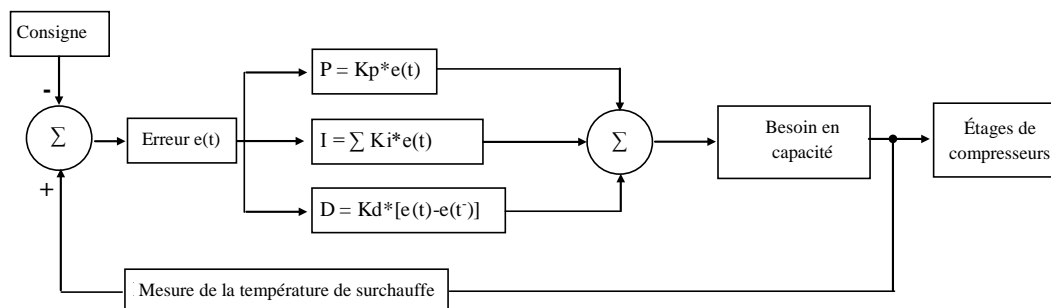 Consigne
-
Σ
+
Erreur e(t)
P = Kp*e(t)
I = ∑ Ki*e(t)
D = Kd*[e(t)-e(t⁻)]
Σ
Besoin en
capacité
Étages de
compresseurs
Mesure de la température de surchauffe